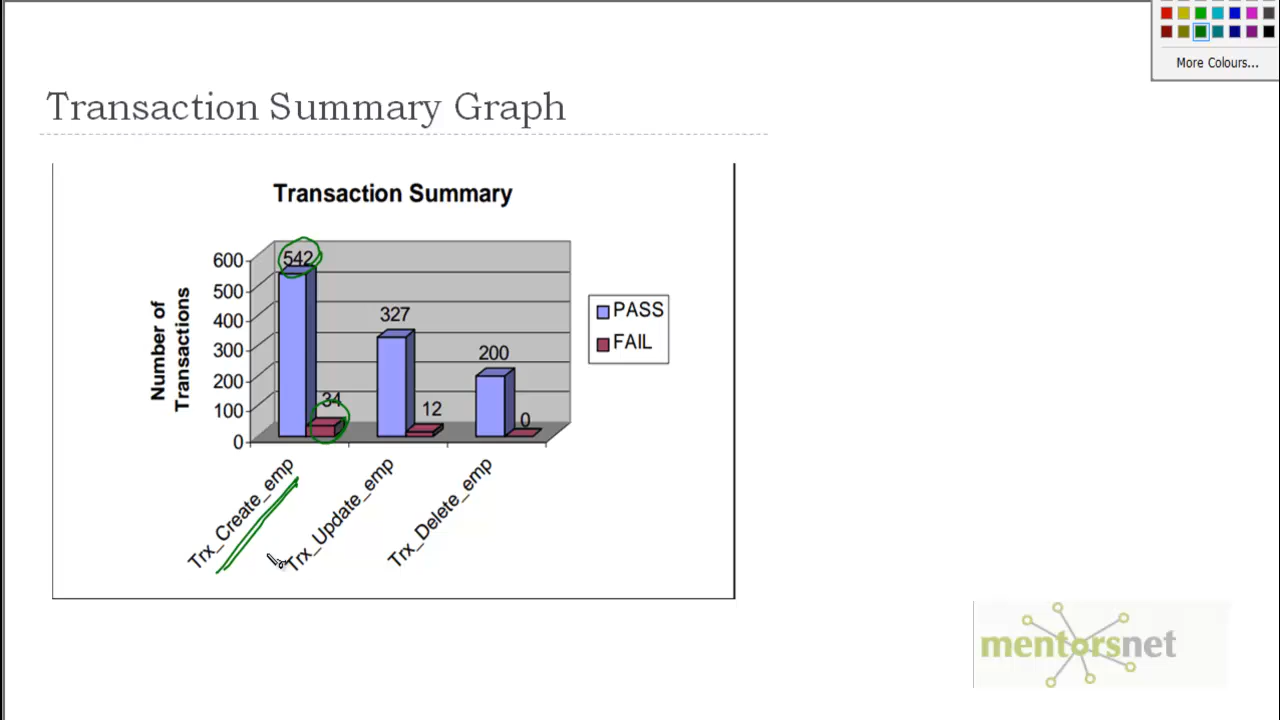 More Colours...
Transaction Summary Graph
Transaction Summary
Number of
Transactions
600
500
400
300
200
100
0
542
34
327
12
200
0
PASS
FAIL
Trx_Create_emp
Trx_Update_emp
Trx_Delete_emp
mentorsnet